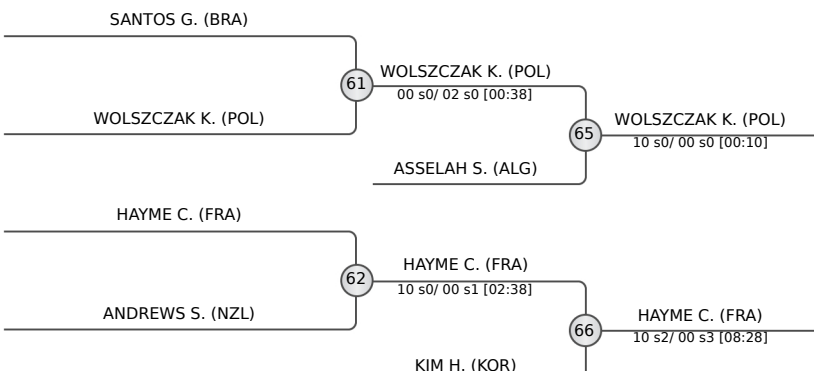 SANTOS G. (BRA)
61
WOLSZCZAK K. (POL)
00 s0/ 02 s0 [00:38]
WOLSZCZAK K. (POL)
65
WOLSZCZAK K. (POL)
10 s0/ 00 s0 [00:10]
ASSELAH S. (ALG)
HAYME C. (FRA)
62
HAYME C. (FRA)
10 s0/ 00 s1 [02:38]
ANDREWS S. (NZL)
66
HAYME C. (FRA)
10 s2/ 00 s3 [08:28]
KIM H. (KOR)